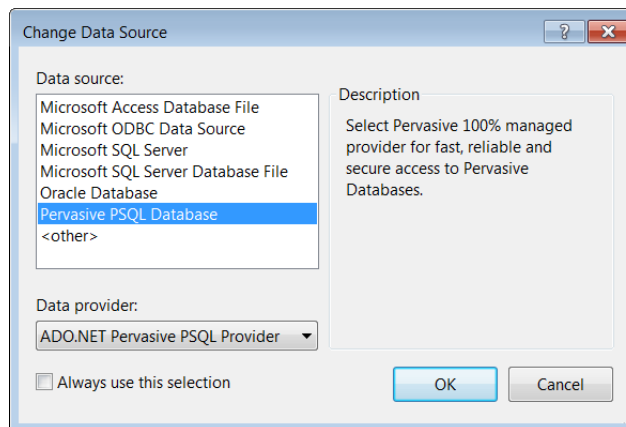 Change Data Source
?
Data source:
Microsoft Access Database File
Microsoft ODBC Data Source
Microsoft SQL Server
Microsoft SQL Server Database File
Oracle Database
Pervasive PSQL Database
<other>
Description
Select Pervasive 100% managed
provider for fast, reliable and
secure access to Pervasive
Databases.
Data provider:
ADO.NET Pervasive PSQL Provider
Always use this selection
OK
Cancel